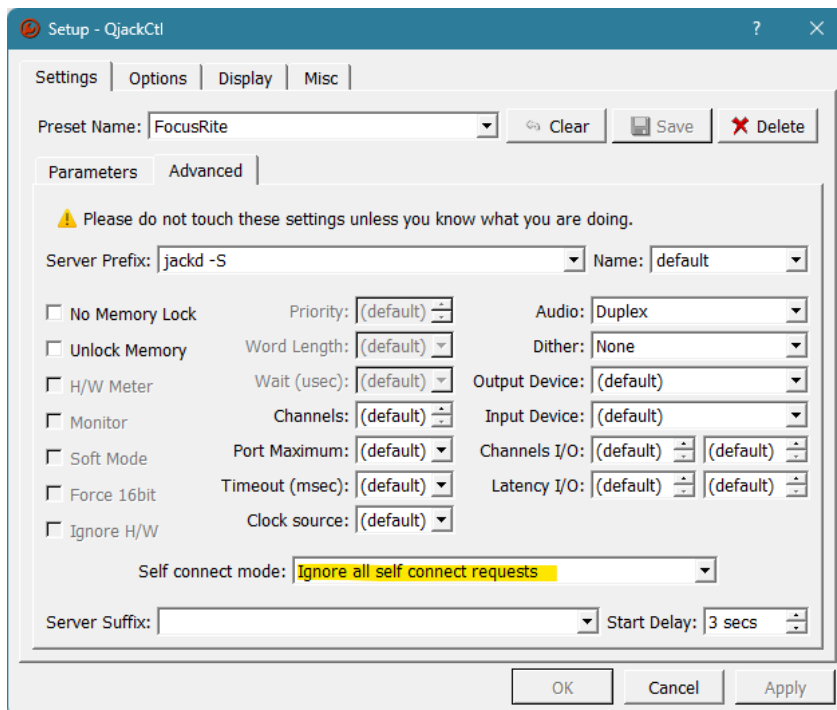 Setup - QjackCtl ?
Settings Options Display Misc
Preset Name: FocusRite Clear Save Delete
Parameters Advanced
Please do not touch these settings unless you know what you are doing.
Server Prefix: jackd -S Name: default
No Memory Lock Priority: (default) Audio: Duplex
Unlock Memory Word Length: (default) Dither: None
H/W Meter Wait (usec): (default) Output Device: (default)
Monitor Channels: (default) Input Device: (default)
Soft Mode Port Maximum: (default) Channels I/O: (default) (default)
Force 16bit Timeout (msec): (default) Latency I/O: (default) (default)
Ignore H/W Clock source: (default)
Self connect mode: Ignore all self connect requests
Server Suffix: Start Delay: 3 secs
OK Cancel Apply